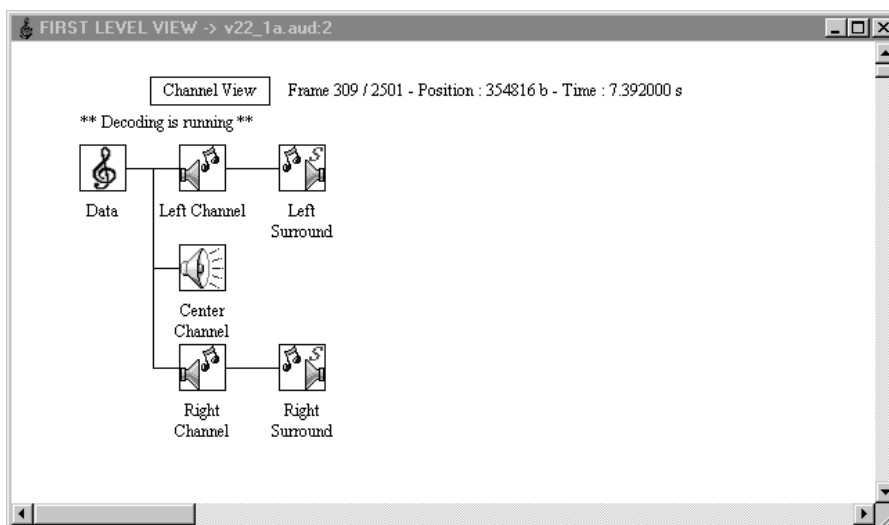 FIRST LEVEL VIEW -> v22_1a.aud:2
Channel View Frame 309 / 2501 - Position : 354816 b - Time : 7.392000 s
** Decoding is running **
S
Data Left Channel Left
Surround
Center
Channel
S
Right Right
Channel Surround